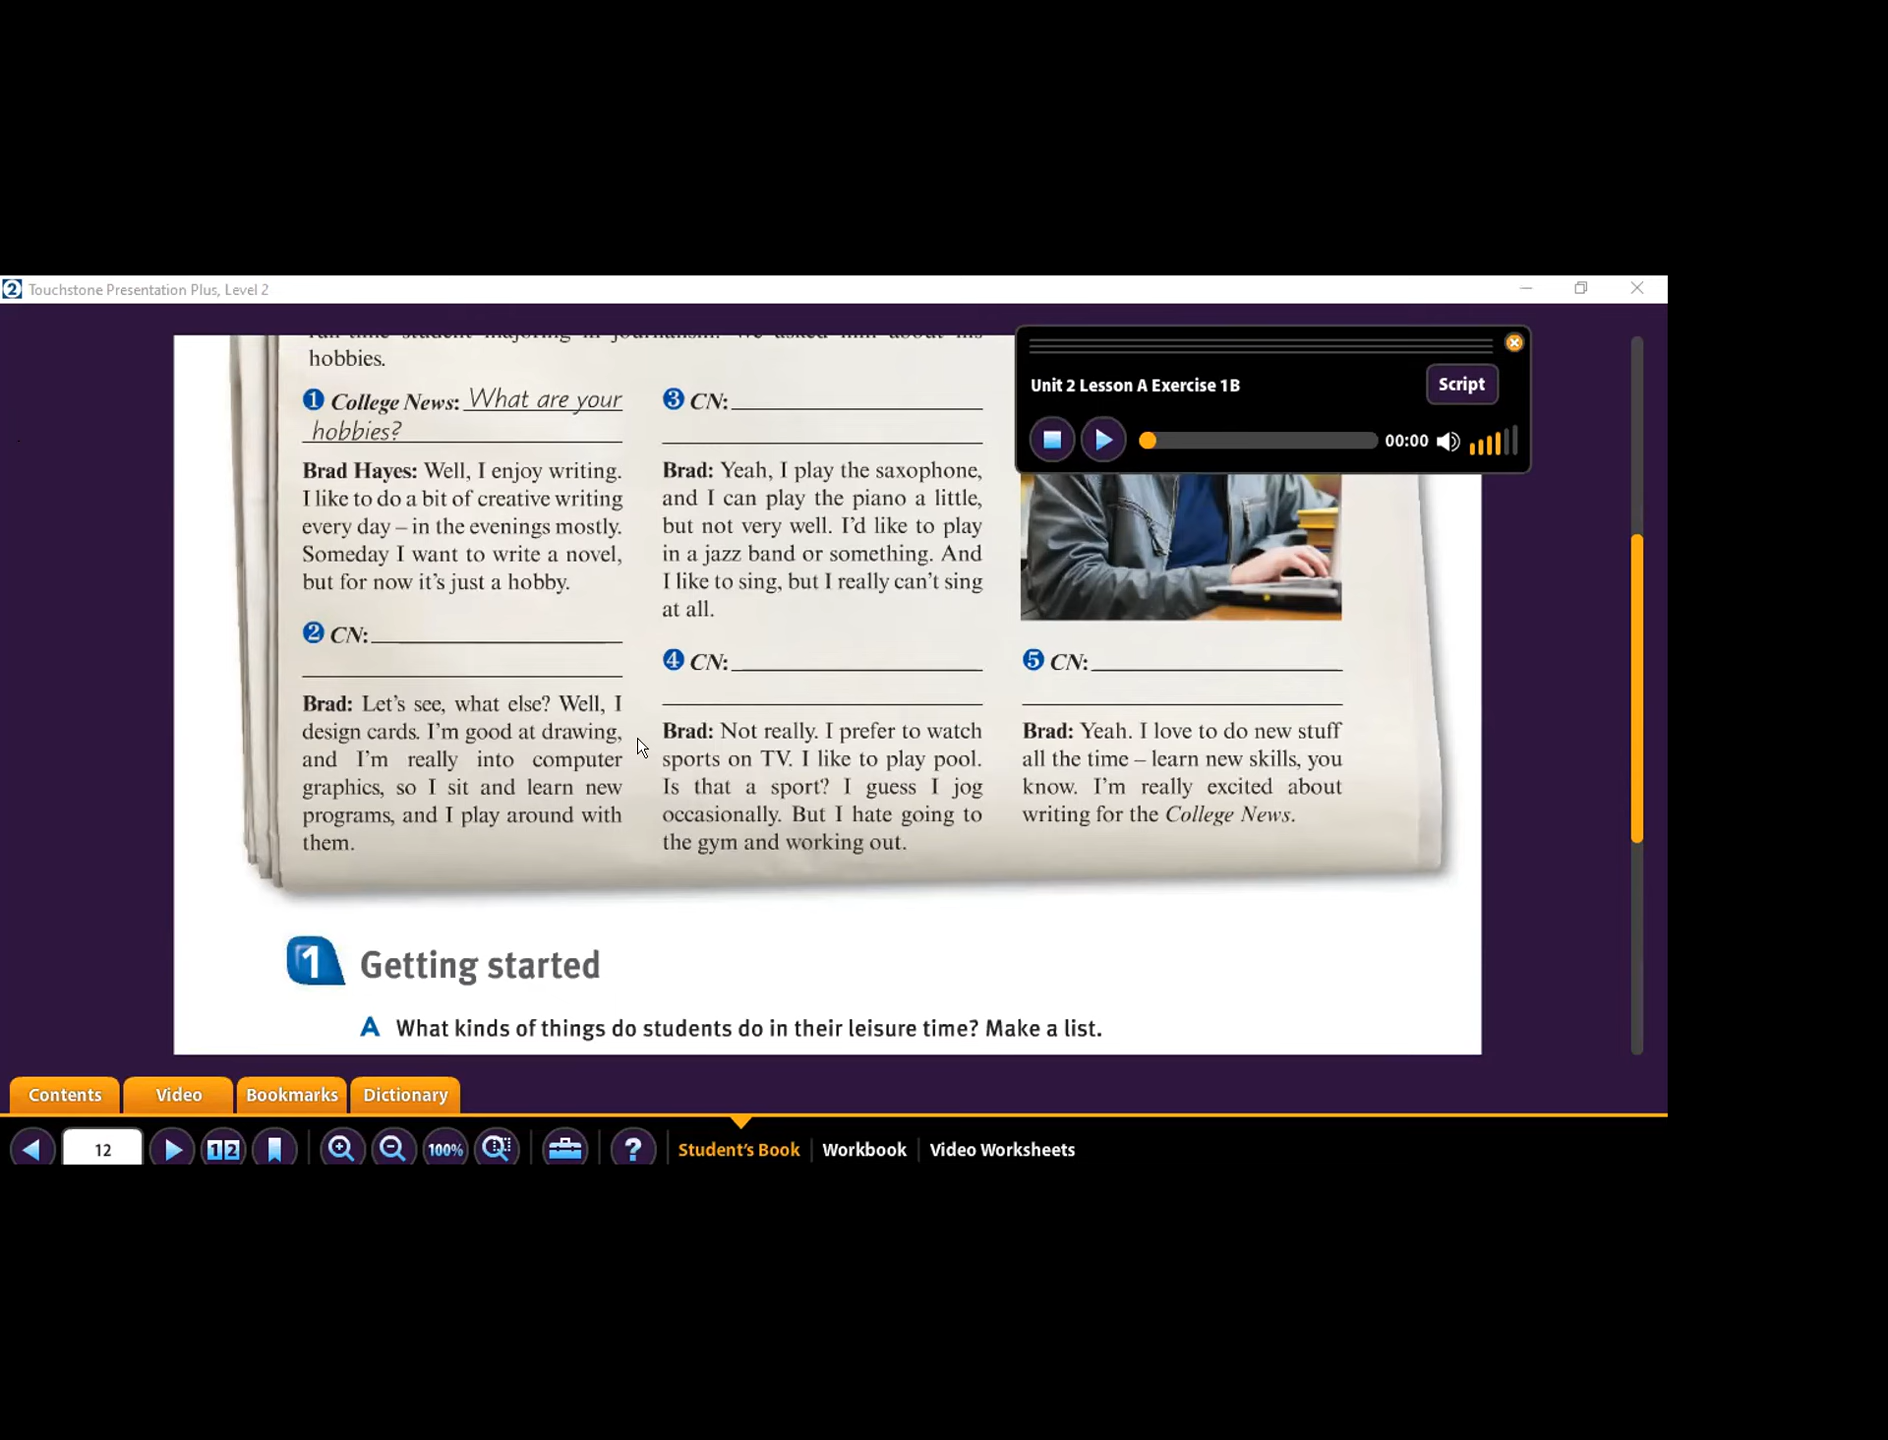 Touchstone Presentation Plus, Level 2
hobbies.
1 College News: What are your
hobbies?
Brad Hayes: Well, I enjoy writing.
I like to do a bit of creative writing
every day – in the evenings mostly.
Someday I want to write a novel,
but for now it's just a hobby.
2 CN:
Brad: Let's see, what else? Well, I
design cards. I'm good at drawing,
and I'm really into computer
graphics, so I sit and learn new
programs, and I play around with
them.
3 CN:
Brad: Yeah, I play the saxophone,
and I can play the piano a little,
but not very well. I'd like to play
in a jazz band or something. And
I like to sing, but I really can't sing
at all.
4 CN:
Brad: Not really. I prefer to watch
sports on TV. I like to play pool.
Is that a sport? I guess I jog
occasionally. But I hate going to
the gym and working out.
Unit 2 Lesson A Exercise 1B
Script
00:00
5 CN:
Brad: Yeah. I love to do new stuff
all the time – learn new skills, you
know. I'm really excited about
writing for the College News.
1 Getting started
A What kinds of things do students do in their leisure time? Make a list.
Contents Video Bookmarks Dictionary
12 12 100% ? Student's Book Workbook Video Worksheets